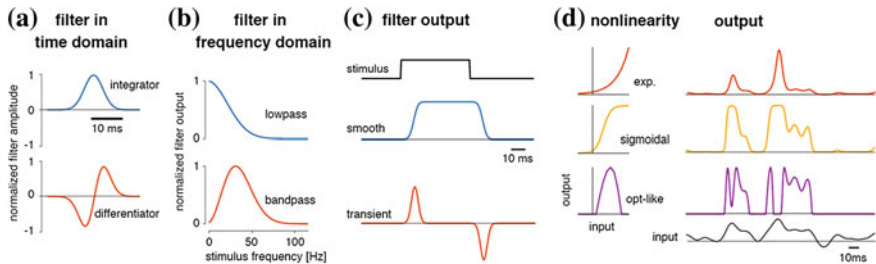 (a) filter in
time domain
normalized filter amplitude
1
0
-1
integrator
10 ms
1
0
-1
differentiator
(b) filter in
frequency domain
normalized filter output
1
0
lowpass
1
0
bandpass
0 50 100
stimulus frequency [Hz]
(c) filter output
stimulus
smooth
10 ms
transient
(d) nonlinearity output
exp.
sigmoidal
opt-like
output
input
input
10ms